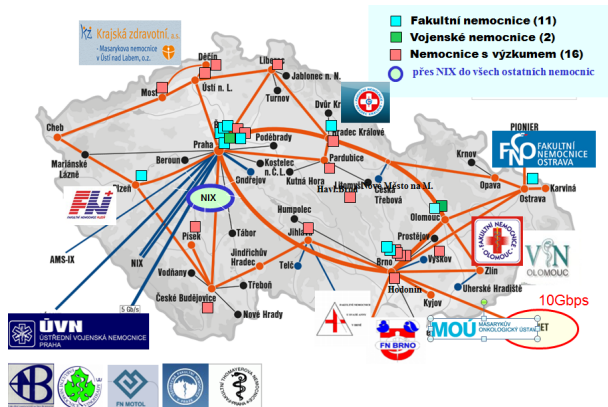 Fakultní nemocnice (11)
Vojenské nemocnice (2)
Nemocnice s výzkumem (16)
přes NIX do všech ostatních nemocnic
Krajská zdravotní, a.s.
- Masarykova nemocnice
v Ústí nad Labem, o.z.
Děčín
Liberec
Jablonec n. N.
Most
Ústí n. L.
Turnov
Dvůr Kr
Cheb
Hradec Králové
PIONIER
FAKULTNÍ
NEMOCNICE
OSTRAVA
Praha
Poděbrady
Mariánské
Lázně
Beroun
Kostelec
n. Č. L.
Pardubice
Krnov
Opava
Karviná
Ostrava
Plzeň
Ondřejov
Kutná Hora
Nové Město na M.
Česká
Třebová
Olomouc
NIX
Humpolec
Tábor
Jihlava
Prostějov
Písek
Brno
Vyškov
AMS-IX
NIX
Jindřichův
Hradec
Telč
Zlín
VN
OLOMOUC
Vodňany
Třeboň
Hodonín
Uherské Hradiště
České Budějovice
Kyjov
10Gbps
5 Gb/s
Nové Hrady
ÚVN
ÚSTŘEDNÍ VOJENSKÁ NEMOCNICE
PRAHA
FN BRNO
MOÚ
MASARYKŮV
ONKOLOGICKÝ ÚSTAV
FN MOTOL